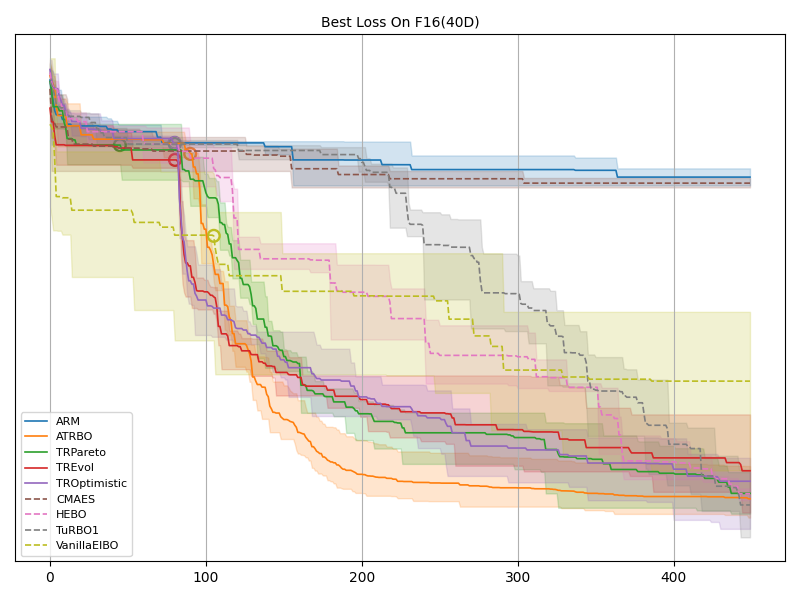 Best Loss On F16(40D)
ARM
ATRBO
TRPareto
TREvol
TROptimistic
CMAES
HEBO
TuRBO1
VanillaEIBO
0
100
200
300
400